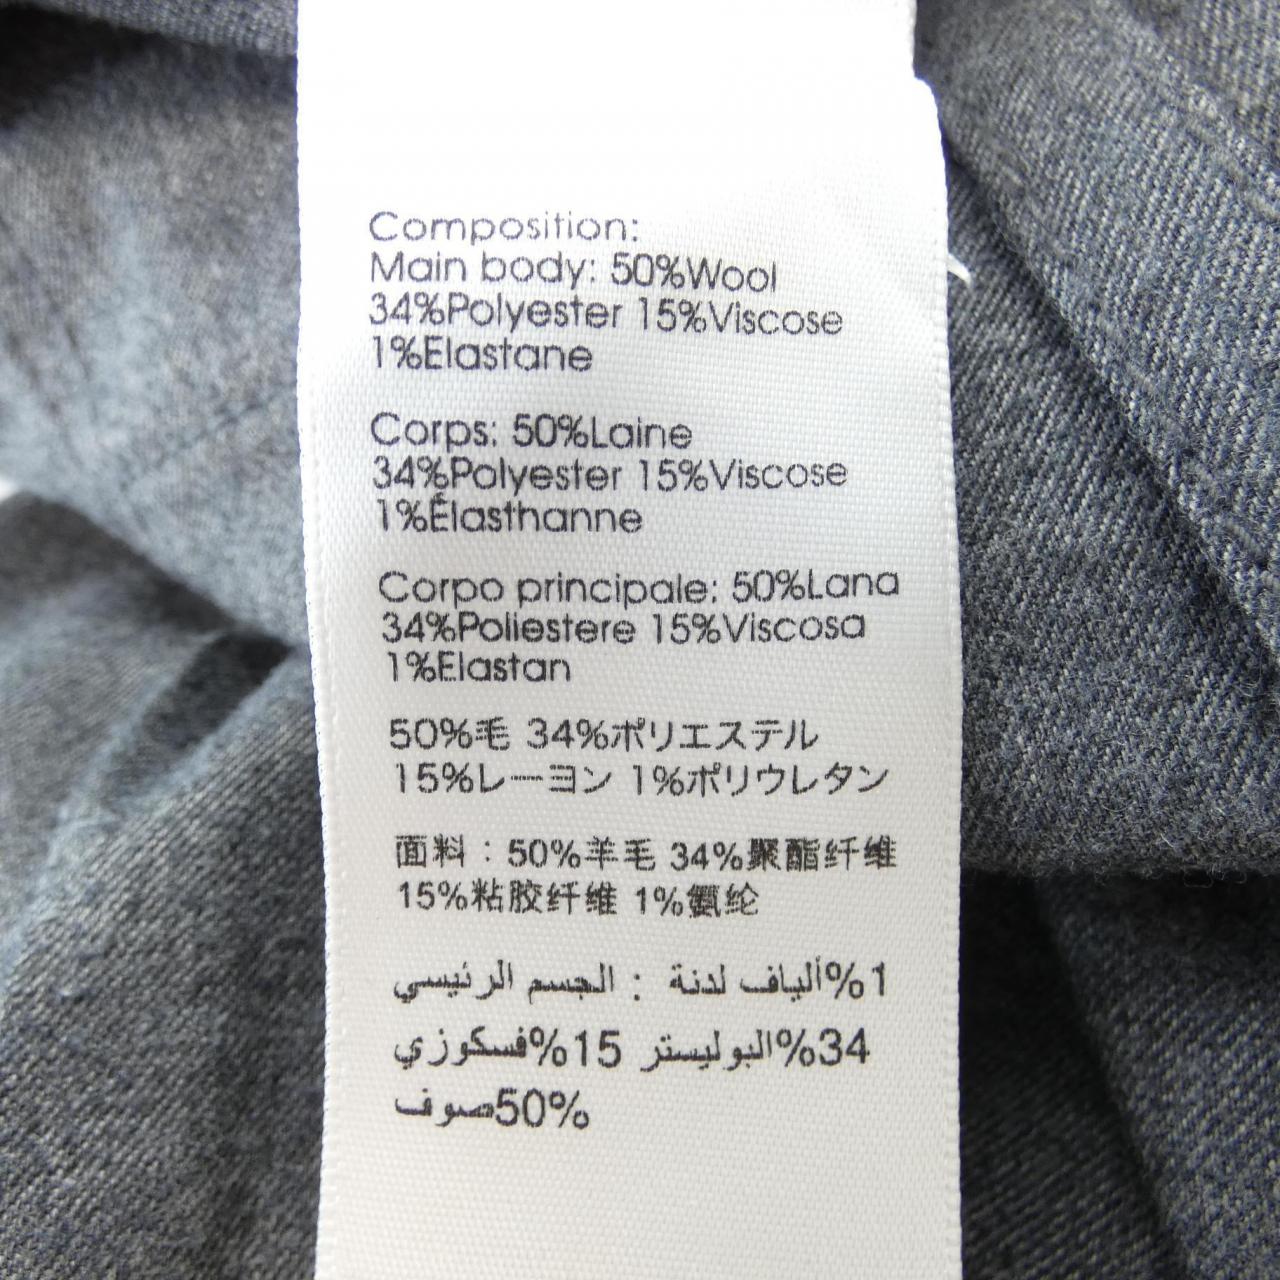 Composition:
Main body: 50%Wool
34%Polyester 15%Viscose
1%Elastane
Corps: 50%Laine
34%Polyester 15%Viscose
1%Élasthanne
Corpo principale: 50%Lana
34%Poliestere 15%Viscosa
1%Elastan
50%毛 34%ポリエステル
15%レーヨン 1%ポリウレタン
面料：50%羊毛 34%聚酯纤维
15%粘胶纤维 1%氨纶
الجسم الرئيسي : ألياف لدنة%1
34%البوليستر 15%فسكوزي
50%صوف